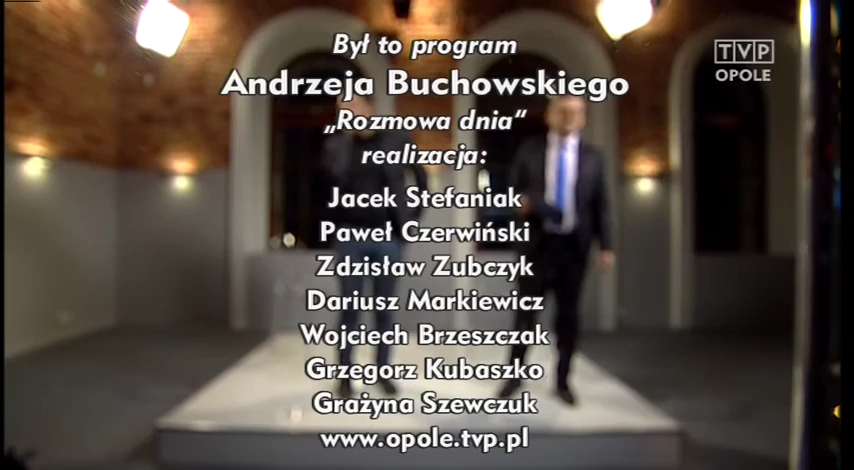 Był to program
Andrzeja Buchowskiego
„Rozmowa dnia“
realizacja:
Jacek Stefaniak
Paweł Czerwiński
Zdzisław Zubczyk
Dariusz Markiewicz
Wojciech Brzeszczak
Grzegorz Kubaszko
Grażyna Szewczuk
www.opole.tvp.pl
TVP
OPOLE